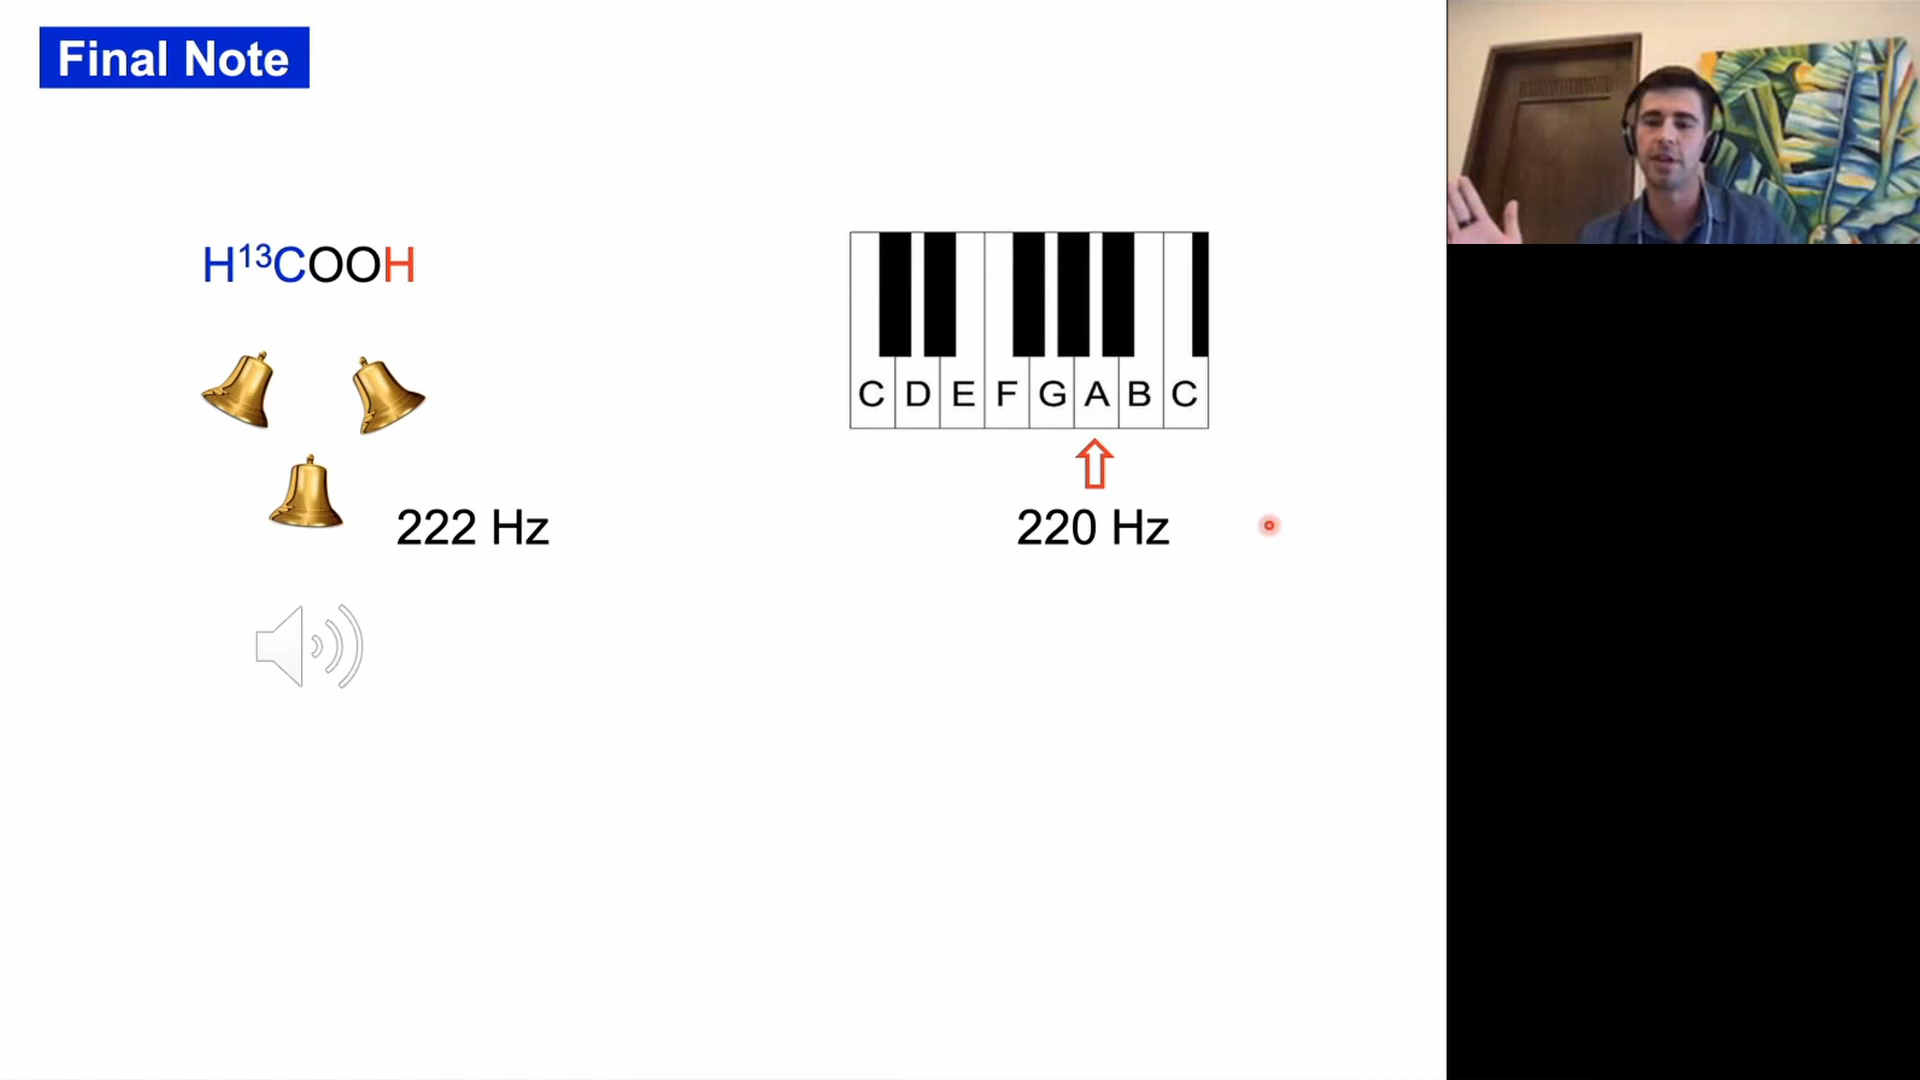 Final Note
H¹³COOH
C D E F G A B C
222 Hz
220 Hz